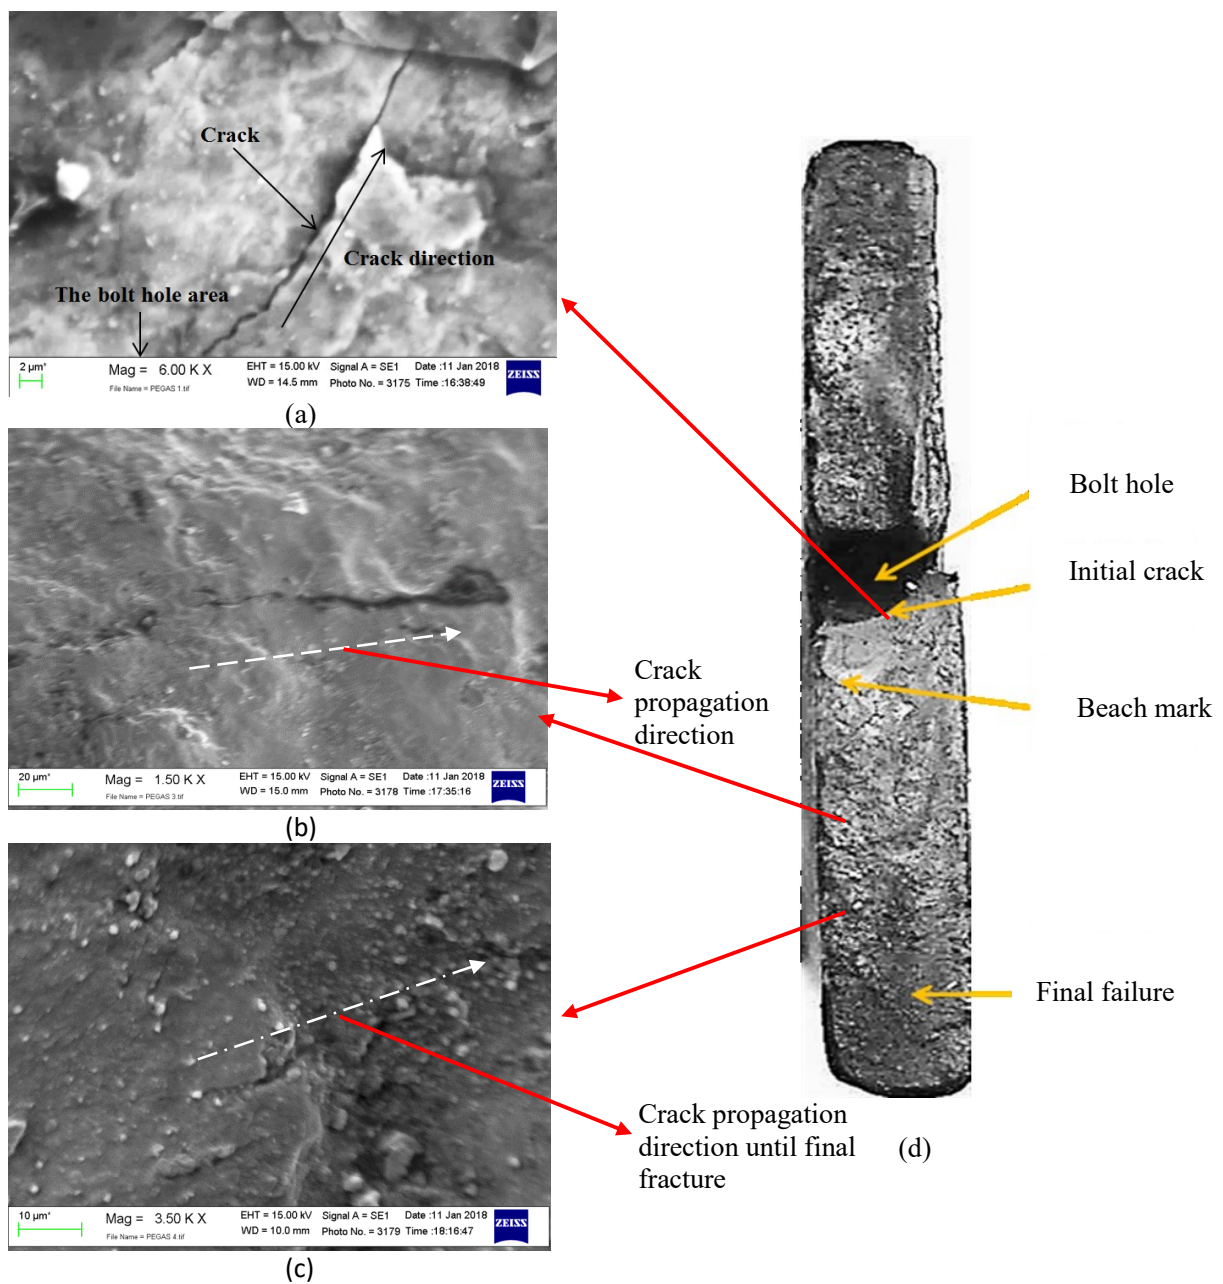 Crack
Crack direction
The bolt hole area
2 µm*
Mag = 6.00 K X
File Name = PEGAS 1.tif
EHT = 15.00 kV Signal A = SE1 Date :11 Jan 2018
WD = 14.5 mm Photo No. = 3175 Time :16:38:49
ZEISS
(a)
20 µm*
Mag = 1.50 K X
File Name = PEGAS 3.tif
EHT = 15.00 kV Signal A = SE1 Date :11 Jan 2018
WD = 15.0 mm Photo No. = 3178 Time :17:35:16
ZEISS
(b)
Crack
propagation
direction
10 µm*
Mag = 3.50 K X
File Name = PEGAS 4.tif
EHT = 15.00 kV Signal A = SE1 Date :11 Jan 2018
WD = 10.0 mm Photo No. = 3179 Time :18:16:47
ZEISS
(c)
Crack propagation
direction until final
fracture
Bolt hole
Initial crack
Beach mark
Final failure
(d)